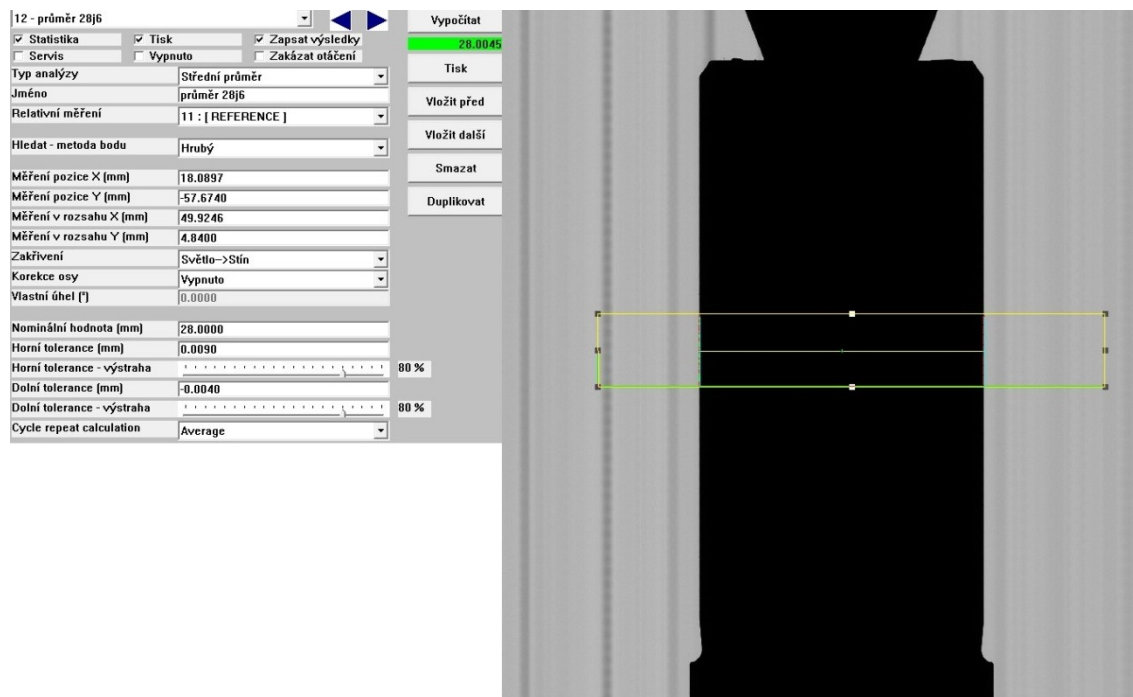 12 - průměr 28j6
Vypočítat
Statistika Tisk Zapsat výsledky
28.0045
Servis Vypnuto Zakázat otáčení
Tisk
Typ analýzy Střední průměr
Jméno průměr 28j6
Vložit před
Relativní měření 11 : [ REFERENCE ]
Vložit další
Hledat - metoda bodu Hrubý
Smazat
Měření pozice X (mm) 18.0897
Měření pozice Y (mm) -57.6740
Duplikovat
Měření v rozsahu X (mm) 49.9246
Měření v rozsahu Y (mm) 4.8400
Zakřivení Světlo->Stín
Korekce osy Vypnuto
Vlastní úhel (°) 0.0000
Nominální hodnota (mm) 28.0000
Horní tolerance (mm) 0.0090
Horní tolerance - výstraha 80 %
Dolní tolerance (mm) -0.0040
Dolní tolerance - výstraha 80 %
Cycle repeat calculation Average